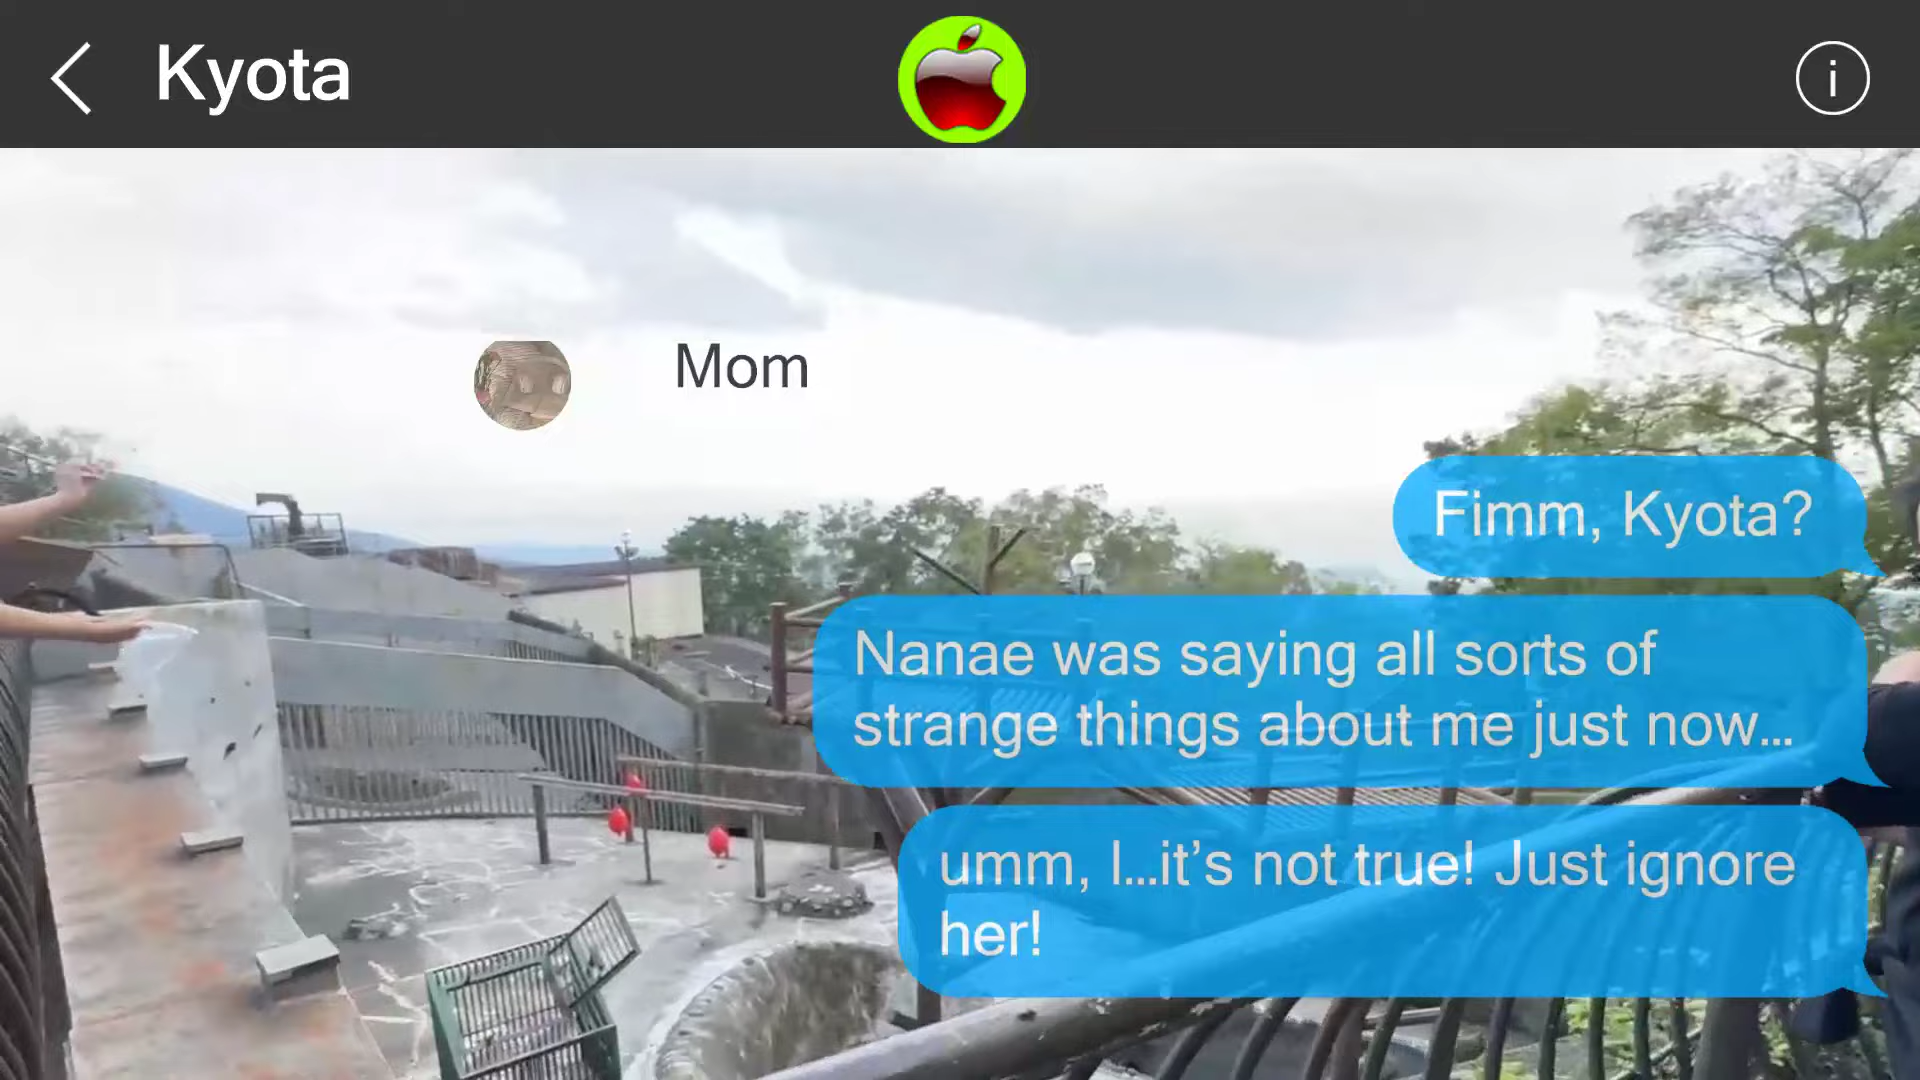 Kyota
i
Mom
Fimm, Kyota?
Nanae was saying all sorts of
strange things about me just now...
umm, I...it’s not true! Just ignore
her!